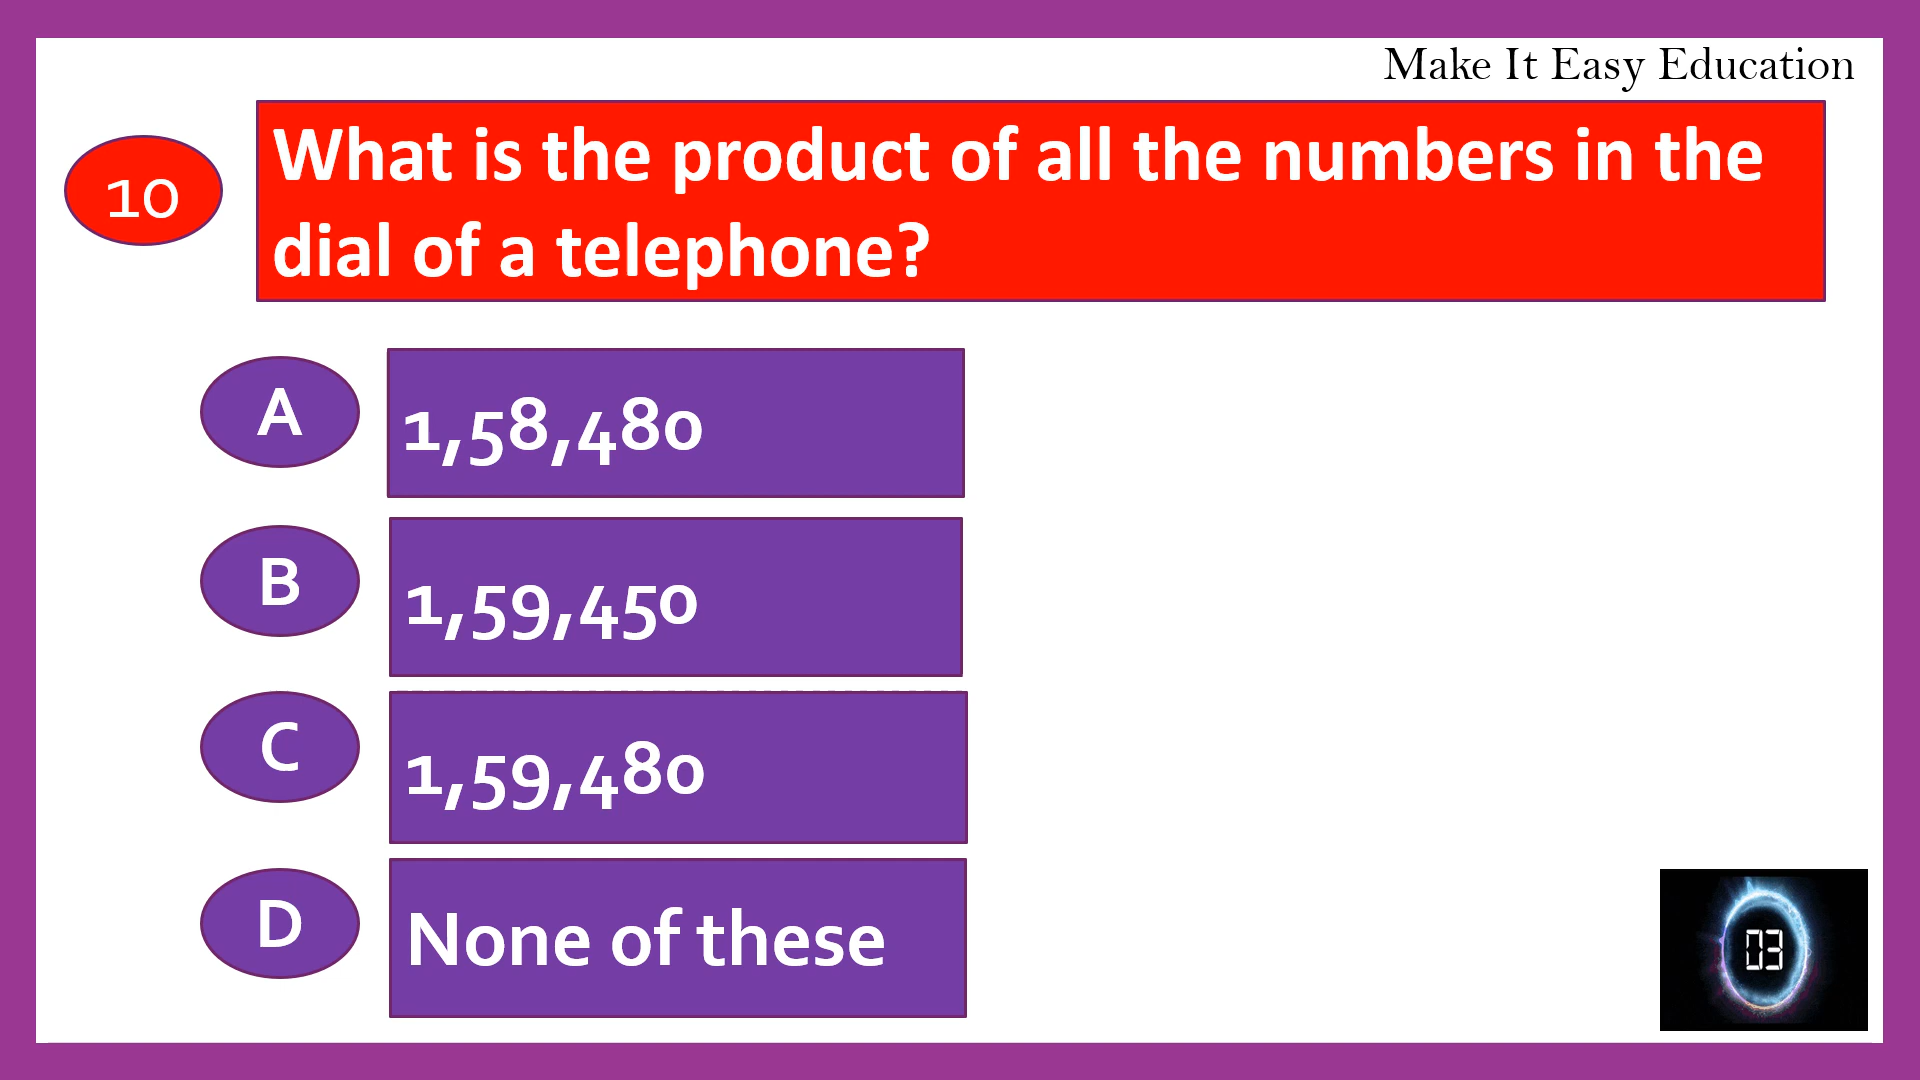 Make It Easy Education
10
What is the product of all the numbers in the
dial of a telephone?
A
1,58,480
B
1,59,450
C
1,59,480
D
None of these
03